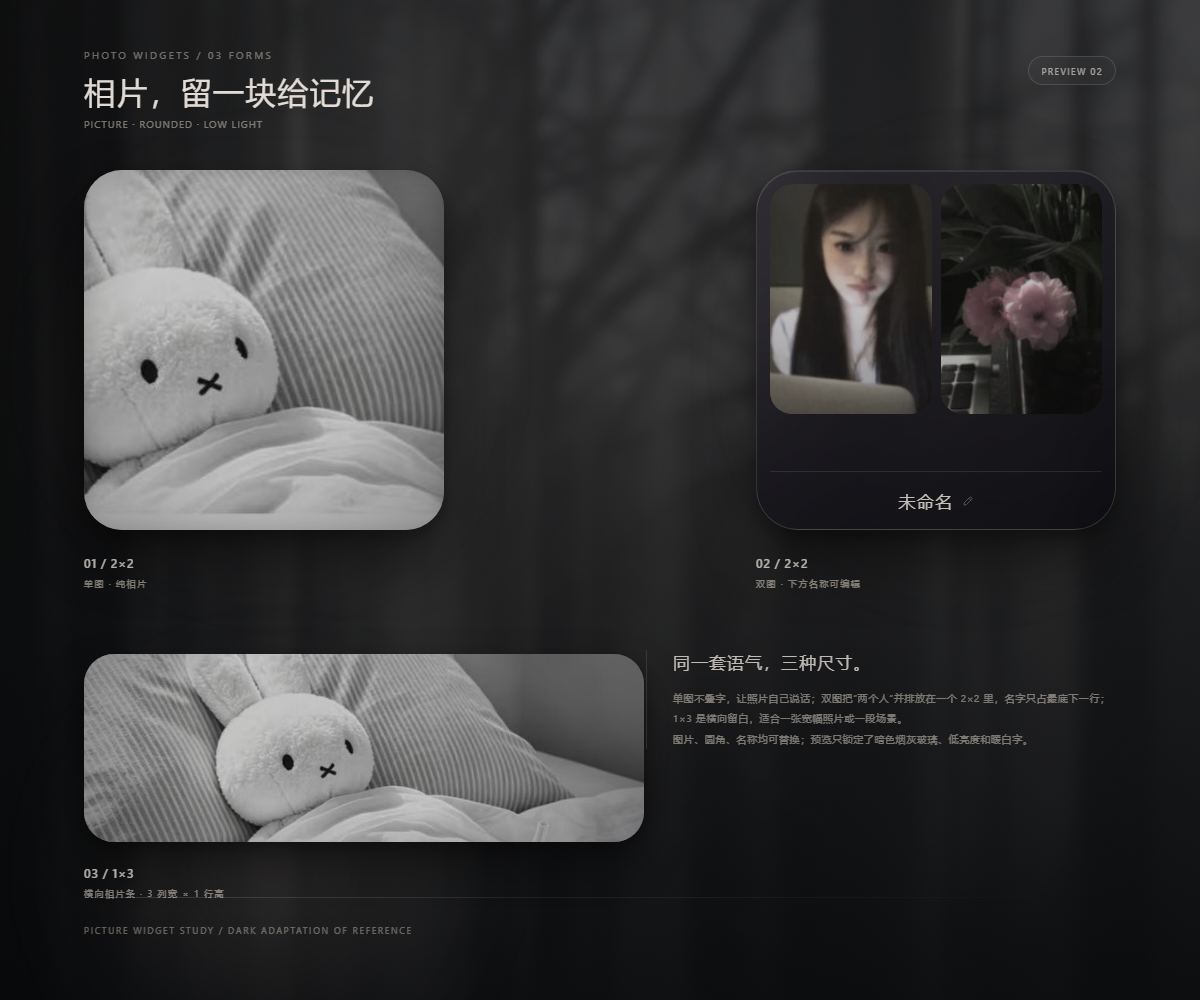 PHOTO WIDGETS / 03 FORMS
相片，留一块给记忆
PICTURE · ROUNDED · LOW LIGHT
PREVIEW 02
未命名
01 / 2×2
单图 · 纯相片
02 / 2×2
双图 · 下方名称可编辑
同一套语气，三种尺寸。
单图不叠字，让照片自己说话；双图把“两个人”并排放在一个 2×2 里，名字只占最底下一行；
1×3 是横向留白，适合一张宽幅照片或一段场景。
图片、圆角、名称均可替换；预览只锁定了暗色烟灰玻璃、低亮度和暖白字。
03 / 1×3
横向相片条 · 3 列宽 × 1 行高
PICTURE WIDGET STUDY / DARK ADAPTATION OF REFERENCE